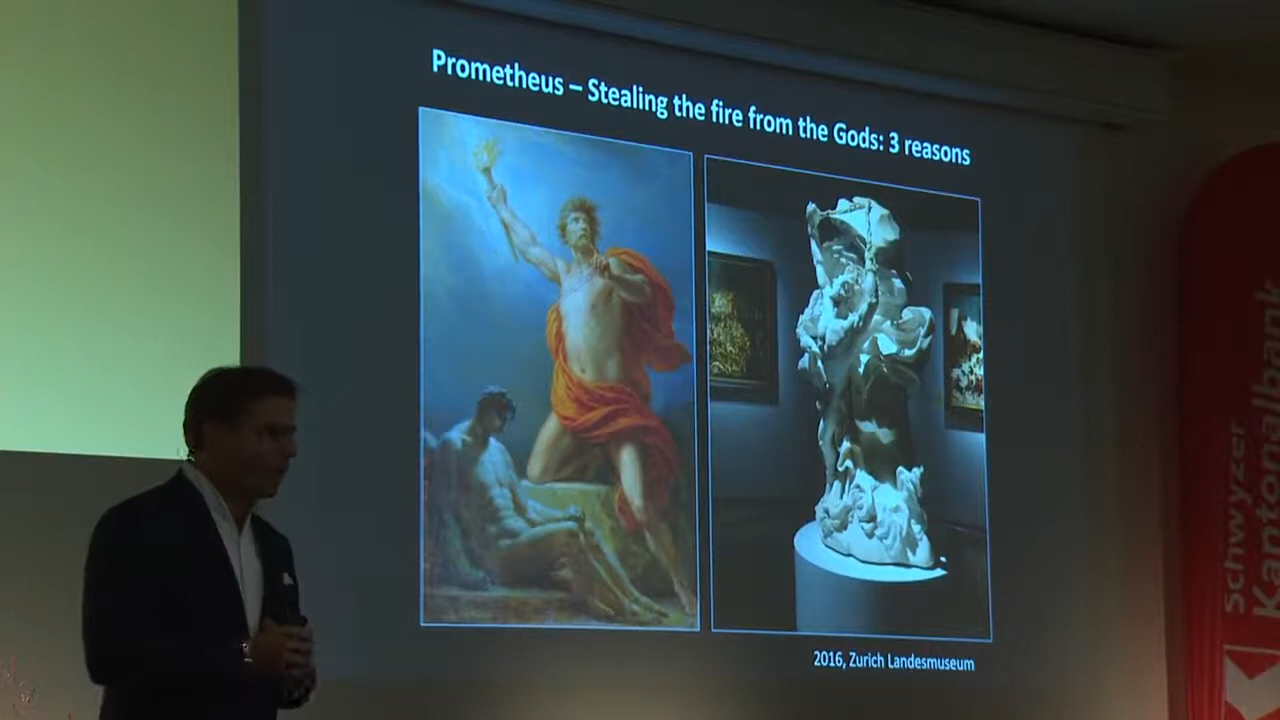 Prometheus – Stealing the fire from the Gods: 3 reasons
2016, Zurich Landesmuseum
Schwyzer
Kantonalbank